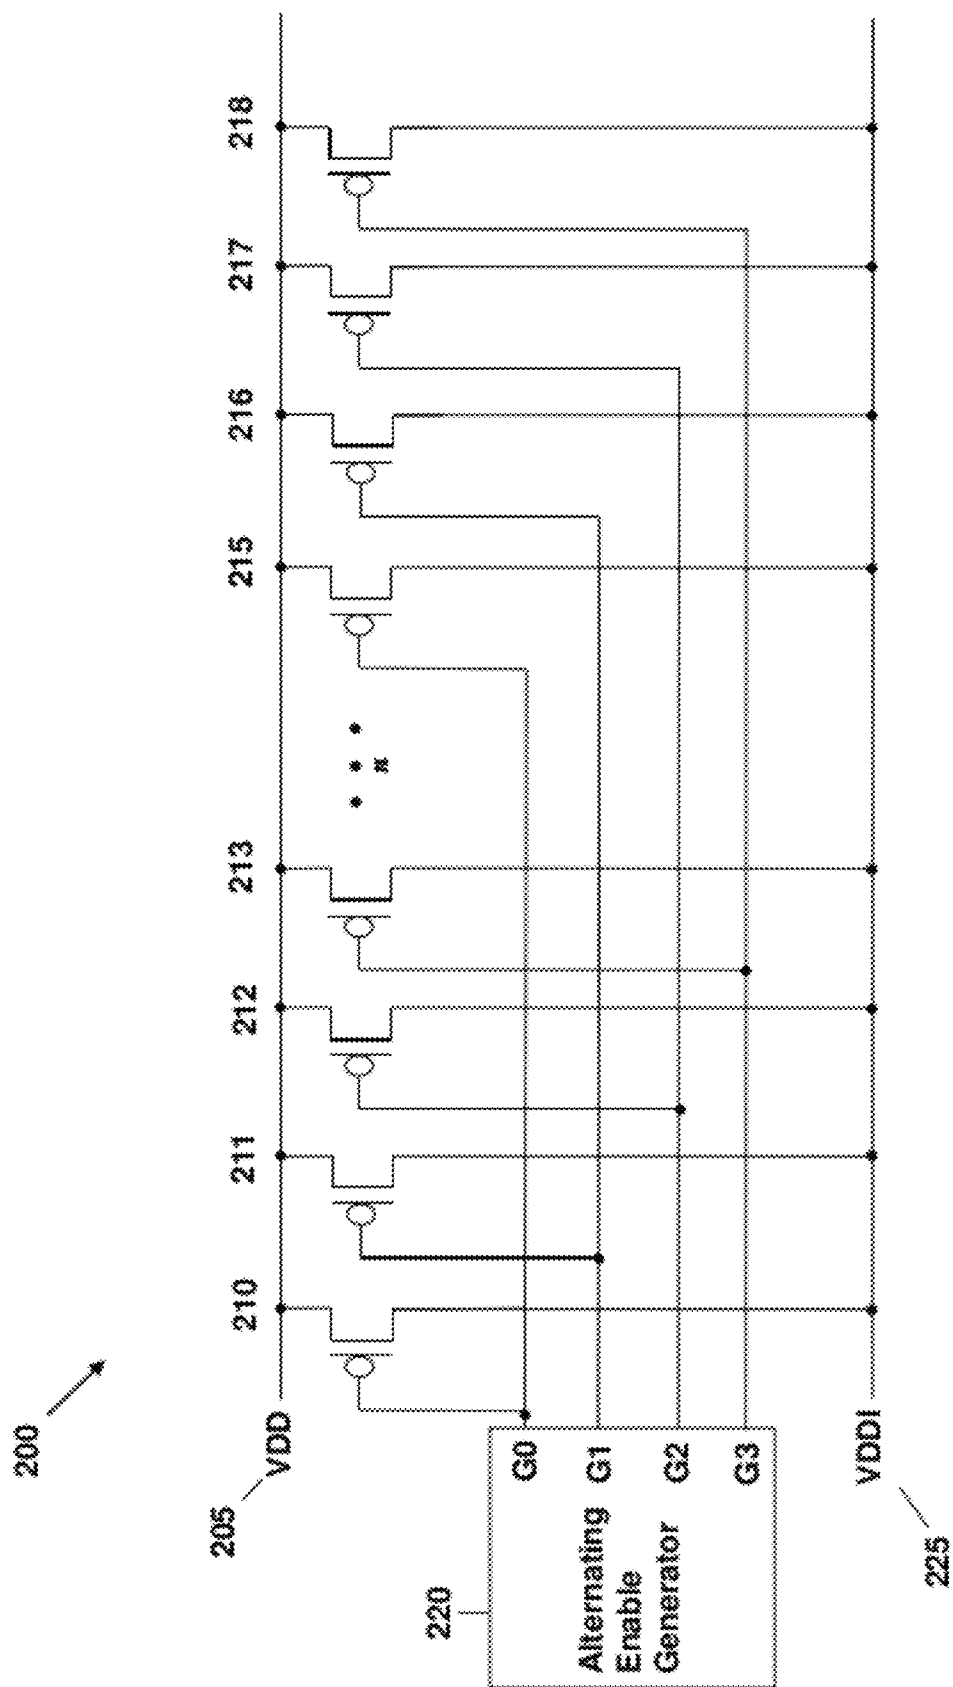 200
205
VDD
210
211
212
213
n
215
216
217
218
220
Alternating
Enable
Generator
G0
G1
G2
G3
VDDI
225